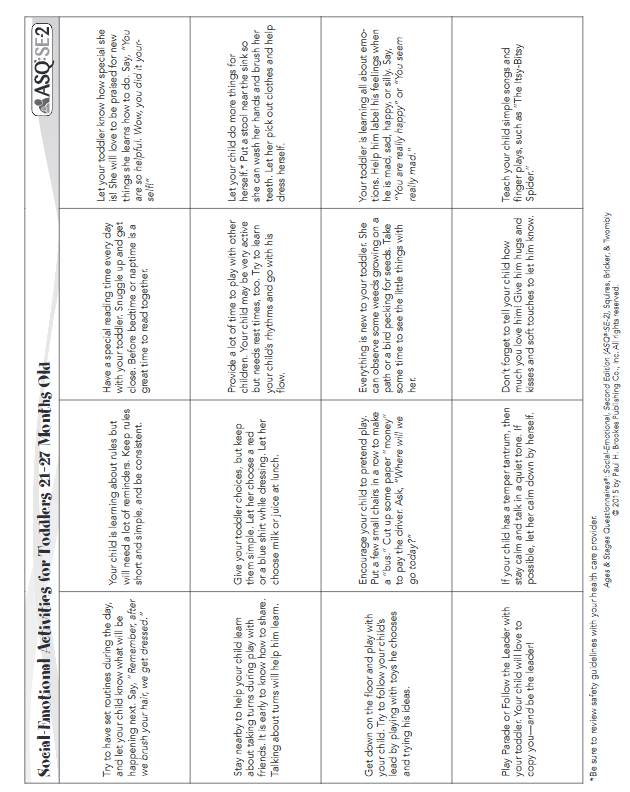 Social-Emotional Activities for Toddlers 21–27 Months Old
ASQ:SE-2
Try to have set routines during the day,
and let your child know what will be
happening next. Say, "Remember, after
we brush your hair, we get dressed."
Your child is learning about rules but
will need a lot of reminders. Keep rules
short and simple, and be consistent.
Have a special reading time every day
with your toddler. Snuggle up and get
close. Before bedtime or naptime is a
great time to read together.
Let your toddler know how special she
is! She will love to be praised for new
things she learns how to do. Say, "You
are so helpful. Wow, you did it your-
self!"
Stay nearby to help your child learn
about taking turns during play with
friends. It is early to know how to share.
Talking about turns will help him learn.
Give your toddler choices, but keep
them simple. Let her choose a red
or a blue shirt while dressing. Let her
choose milk or juice at lunch.
Provide a lot of time to play with other
children. Your child may be very active
but needs rest times, too. Try to learn
your child's rhythms and go with his
flow.
Let your child do more things for
herself.* Put a stool near the sink so
she can wash her hands and brush her
teeth. Let her pick out clothes and help
dress herself.
Get down on the floor and play with
your child. Try to follow your child's
lead by playing with toys he chooses
and trying his ideas.
Encourage your child to pretend play.
Put a few small chairs in a row to make
a "bus." Cut up some paper "money"
to pay the driver. Ask, "Where will we
go today?"
Everything is new to your toddler. She
can observe some weeds growing on a
path or a bird pecking for seeds. Take
some time to see the little things with
her.
Your toddler is learning all about emo-
tions. Help him label his feelings when
he is mad, sad, happy, or silly. Say,
"You are really happy" or "You seem
really mad."
Play Parade or Follow the Leader with
your toddler. Your child will love to
copy you—and be the leader!
If your child has a temper tantrum, then
stay calm and talk in a quiet tone. If
possible, let her calm down by herself.
Don't forget to tell your child how
much you love him! Give him hugs and
kisses and soft touches to let him know.
Teach your child simple songs and
finger plays, such as "The Itsy-Bitsy
Spider."
*Be sure to review safety guidelines with your health care provider.
Ages & Stages Questionnaires®: Social-Emotional, Second Edition (ASQ®:SE-2), Squires, Bricker, & Twombly
© 2015 by Paul H. Brookes Publishing Co., Inc. All rights reserved.